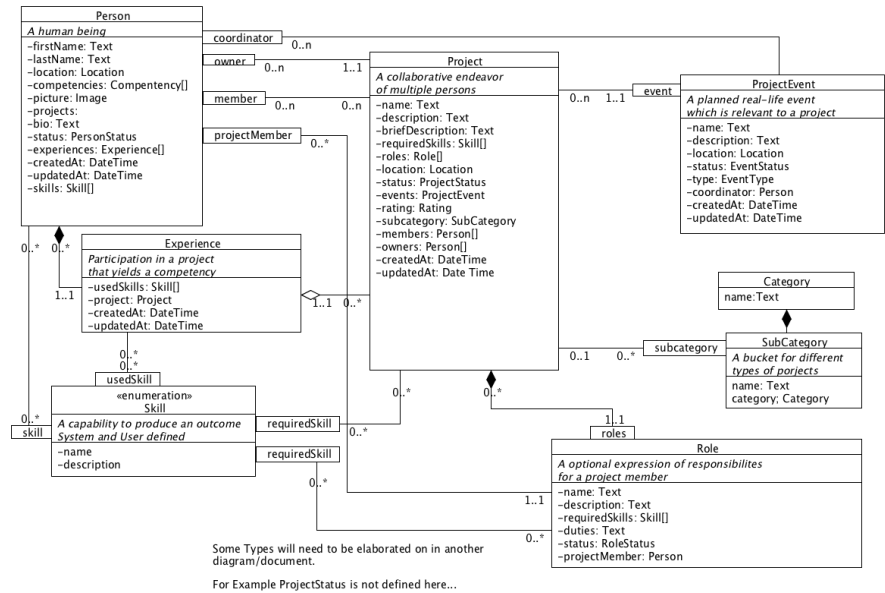 Person
A human being
-firstName: Text
-lastName: Text
-location: Location
-competencies: Compentency[]
-picture: Image
-projects:
-bio: Text
-status: PersonStatus
-experiences: Experience[]
-createdAt: DateTime
-updatedAt: DateTime
-skills: Skill[]
coordinator
0..n
owner
0..n
1..1
member
0..n
0..n
projectMember
0..*
Project
A collaborative endeavor
of multiple persons
-name: Text
-description: Text
-briefDescription: Text
-requiredSkills: Skill[]
-roles: Role[]
-location: Location
-status: ProjectStatus
-events: ProjectEvent
-rating: Rating
-subcategory: SubCategory
-members: Person[]
-owners: Person[]
-createdAt: DateTime
-updatedAt: Date Time
0..n
1..1
event
ProjectEvent
A planned real-life event
which is relevant to a project
-name: Text
-description: Text
-location: Location
-status: EventStatus
-type: EventType
-coordinator: Person
-createdAt: DateTime
-updatedAt: DateTime
0..*
0..*
1..1
Experience
Participation in a project
that yields a competency
-usedSkills: Skill[]
-project: Project
-createdAt: DateTime
-updatedAt: DateTime
1..1
0..*
Category
name:Text
SubCategory
A bucket for different
types of porjects
name: Text
category; Category
0..1
0..*
subcategory
0..*
0..*
usedSkill
«enumeration»
Skill
A capability to produce an outcome
System and User defined
-name
-description
0..*
skill
requiredSkill
0..*
0..*
requiredSkill
0..*
0..*
1..1
roles
Role
A optional expression of responsibilites
for a project member
-name: Text
-description: Text
-requiredSkills: Skill[]
-duties: Text
-status: RoleStatus
-projectMember: Person
1..1
0..*
Some Types will need to be elaborated on in another
diagram/document.
For Example ProjectStatus is not defined here...